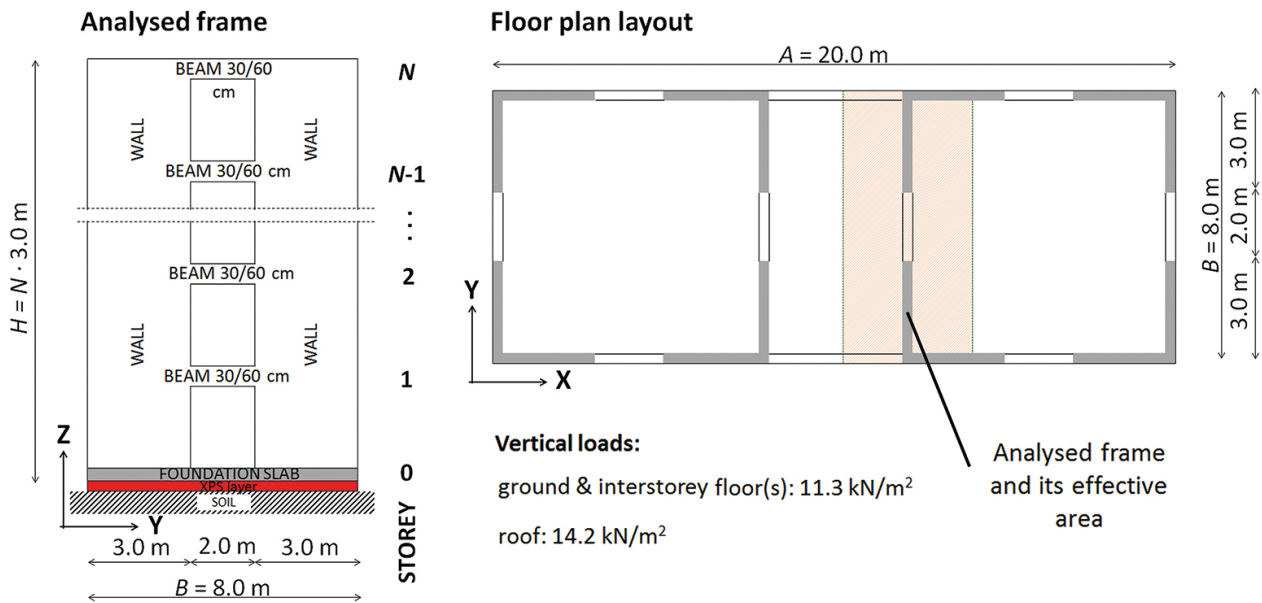 Analysed frame
BEAM 30/60
cm
WALL
WALL
BEAM 30/60 cm
BEAM 30/60 cm
WALL
WALL
BEAM 30/60 cm
FOUNDATION SLAB
XPS layer
SOIL
H = N · 3.0 m
Z
Y
3.0 m
2.0 m
3.0 m
B = 8.0 m
N
N-1
⋮
2
1
0
STOREY
Floor plan layout
A = 20.0 m
B = 8.0 m
3.0 m
2.0 m
3.0 m
Y
X
Vertical loads:
ground & interstorey floor(s): 11.3 kN/m²
roof: 14.2 kN/m²
Analysed frame
and its effective
area